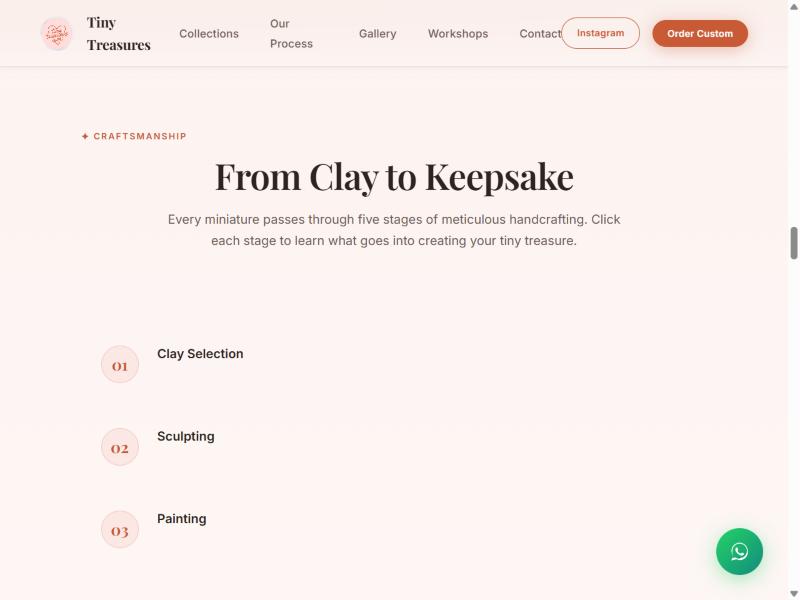 Tiny
Treasures
Collections
Our
Process
Gallery
Workshops
Contact
Instagram
Order Custom
✦ CRAFTSMANSHIP
From Clay to Keepsake
Every miniature passes through five stages of meticulous handcrafting. Click
each stage to learn what goes into creating your tiny treasure.
01
Clay Selection
02
Sculpting
03
Painting